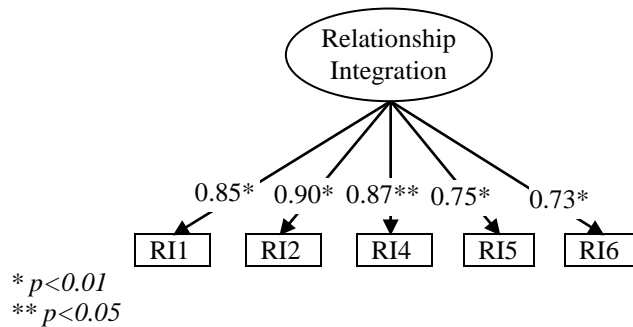 Relationship
Integration
0.85* 0.90* 0.87** 0.75* 0.73*
RI1 RI2 RI4 RI5 RI6
* p<0.01
** p<0.05